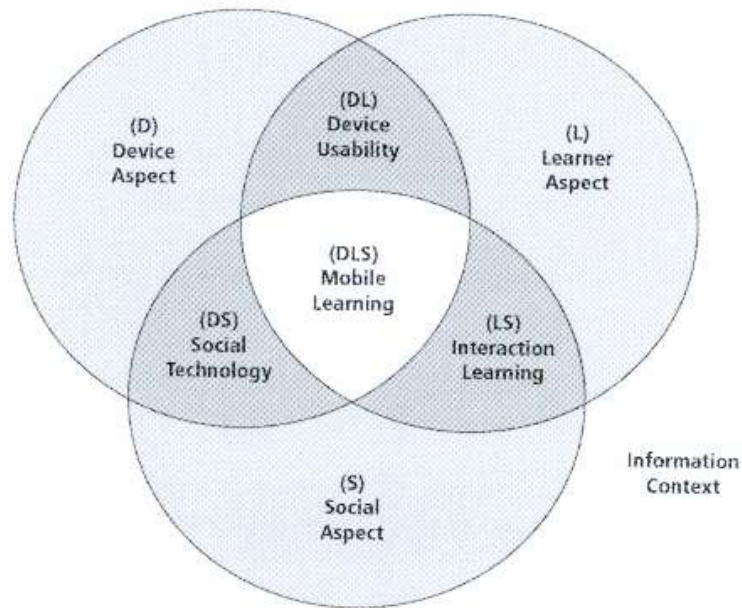 (D)
Device
Aspect
(DL)
Device
Usability
(L)
Learner
Aspect
(DLS)
Mobile
Learning
(DS)
Social
Technology
(LS)
Interaction
Learning
(S)
Social
Aspect
Information
Context